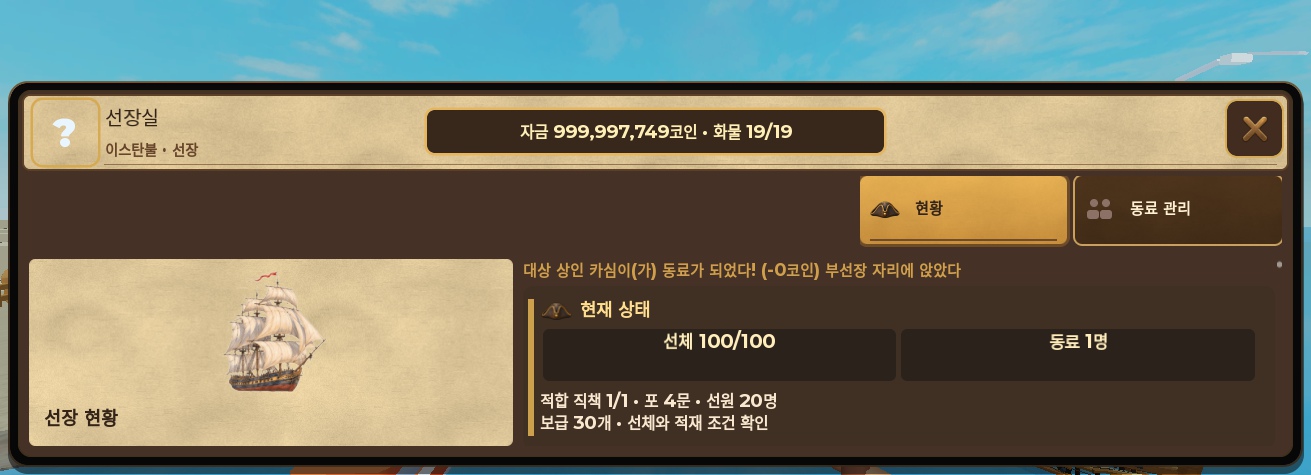 ?
선장실
이스탄불 • 선장
자금 999,997,749코인 • 화물 19/19
현황
동료 관리
선장 현황
대상 상인 카심이(가) 동료가 되었다! (-0코인) 부선장 자리에 앉았다
현재 상태
선체 100/100
동료 1명
적합 직책 1/1 • 포 4문 • 선원 20명
보급 30개 • 선체와 적재 조건 확인